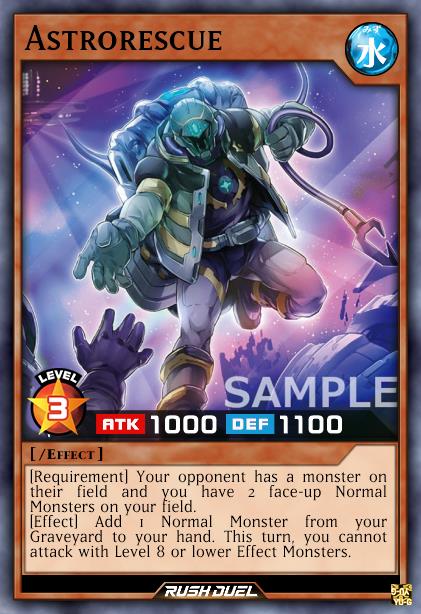 ASTRORESCUE
みず
水
LEVEL
3
SAMPLE
ATK 1000 DEF 1100
[ /EFFECT ]
[Requirement] Your opponent has a monster on
their field and you have 2 face-up Normal
Monsters on your field.
[Effect] Add 1 Normal Monster from your
Graveyard to your hand. This turn, you cannot
attack with Level 8 or lower Effect Monsters.
RUSH DUEL